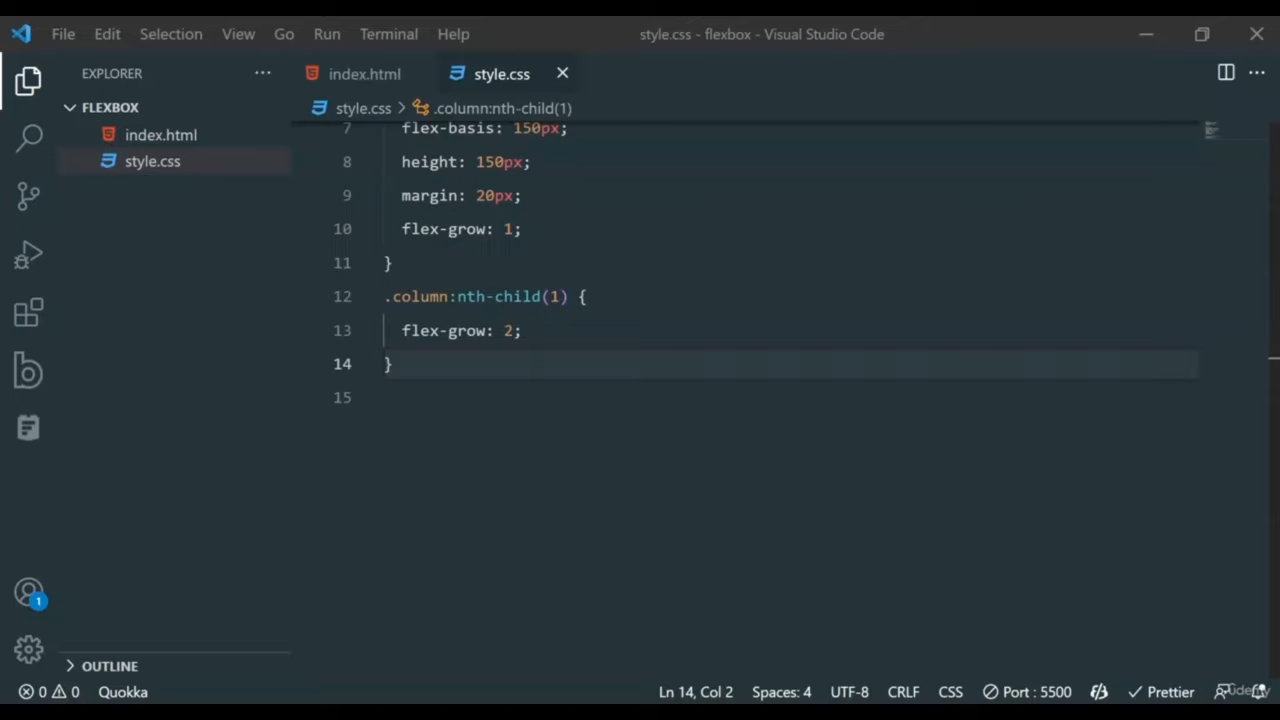 File Edit Selection View Go Run Terminal Help style.css - flexbox - Visual Studio Code
EXPLORER
index.html style.css
FLEXBOX
style.css > .column:nth-child(1)
index.html
style.css
7 flex-basis: 150px;
8 height: 150px;
9 margin: 20px;
10 flex-grow: 1;
11 }
12 .column:nth-child(1) {
13 flex-grow: 2;
14 }
15
1
OUTLINE
0 0 Quokka Ln 14, Col 2 Spaces: 4 UTF-8 CRLF CSS Port : 5500 Prettier